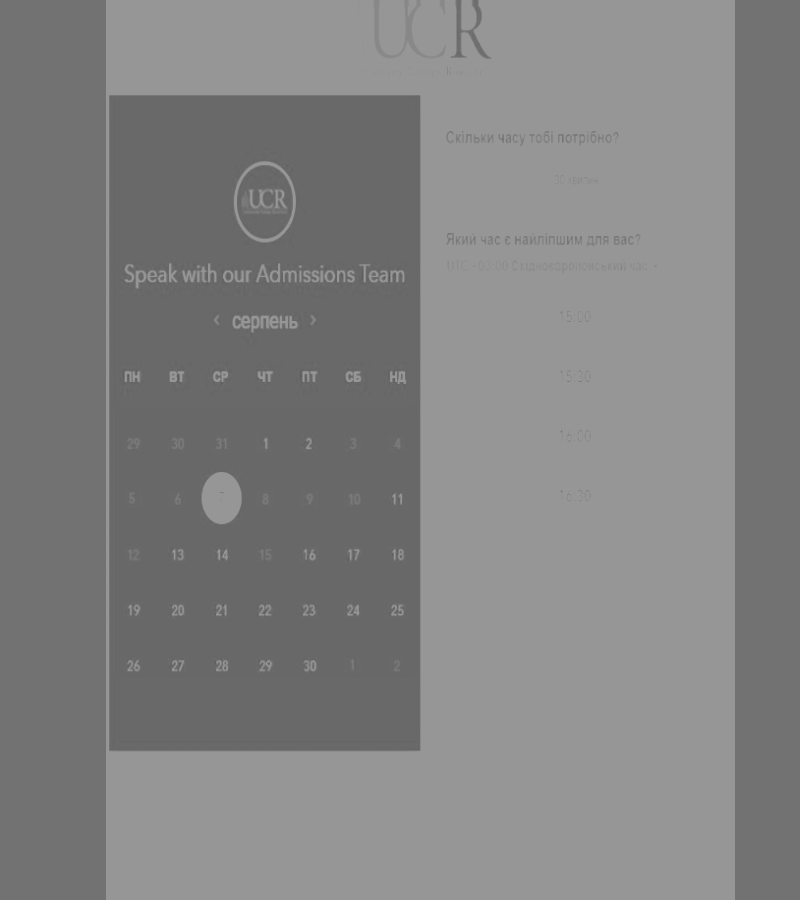 UCR
UCR
Speak with our Admissions Team
‹ серпень ›
ПН ВТ СР ЧТ ПТ СБ НД
29 30 31 1 2 3 4
5 6 7 8 9 10 11
12 13 14 15 16 17 18
19 20 21 22 23 24 25
26 27 28 29 30 1 2
Скільки часу тобі потрібно?
30 хвилин
Який час є найліпшим для вас?
Східноєвропейський час
15:00
15:30
16:00
16:30